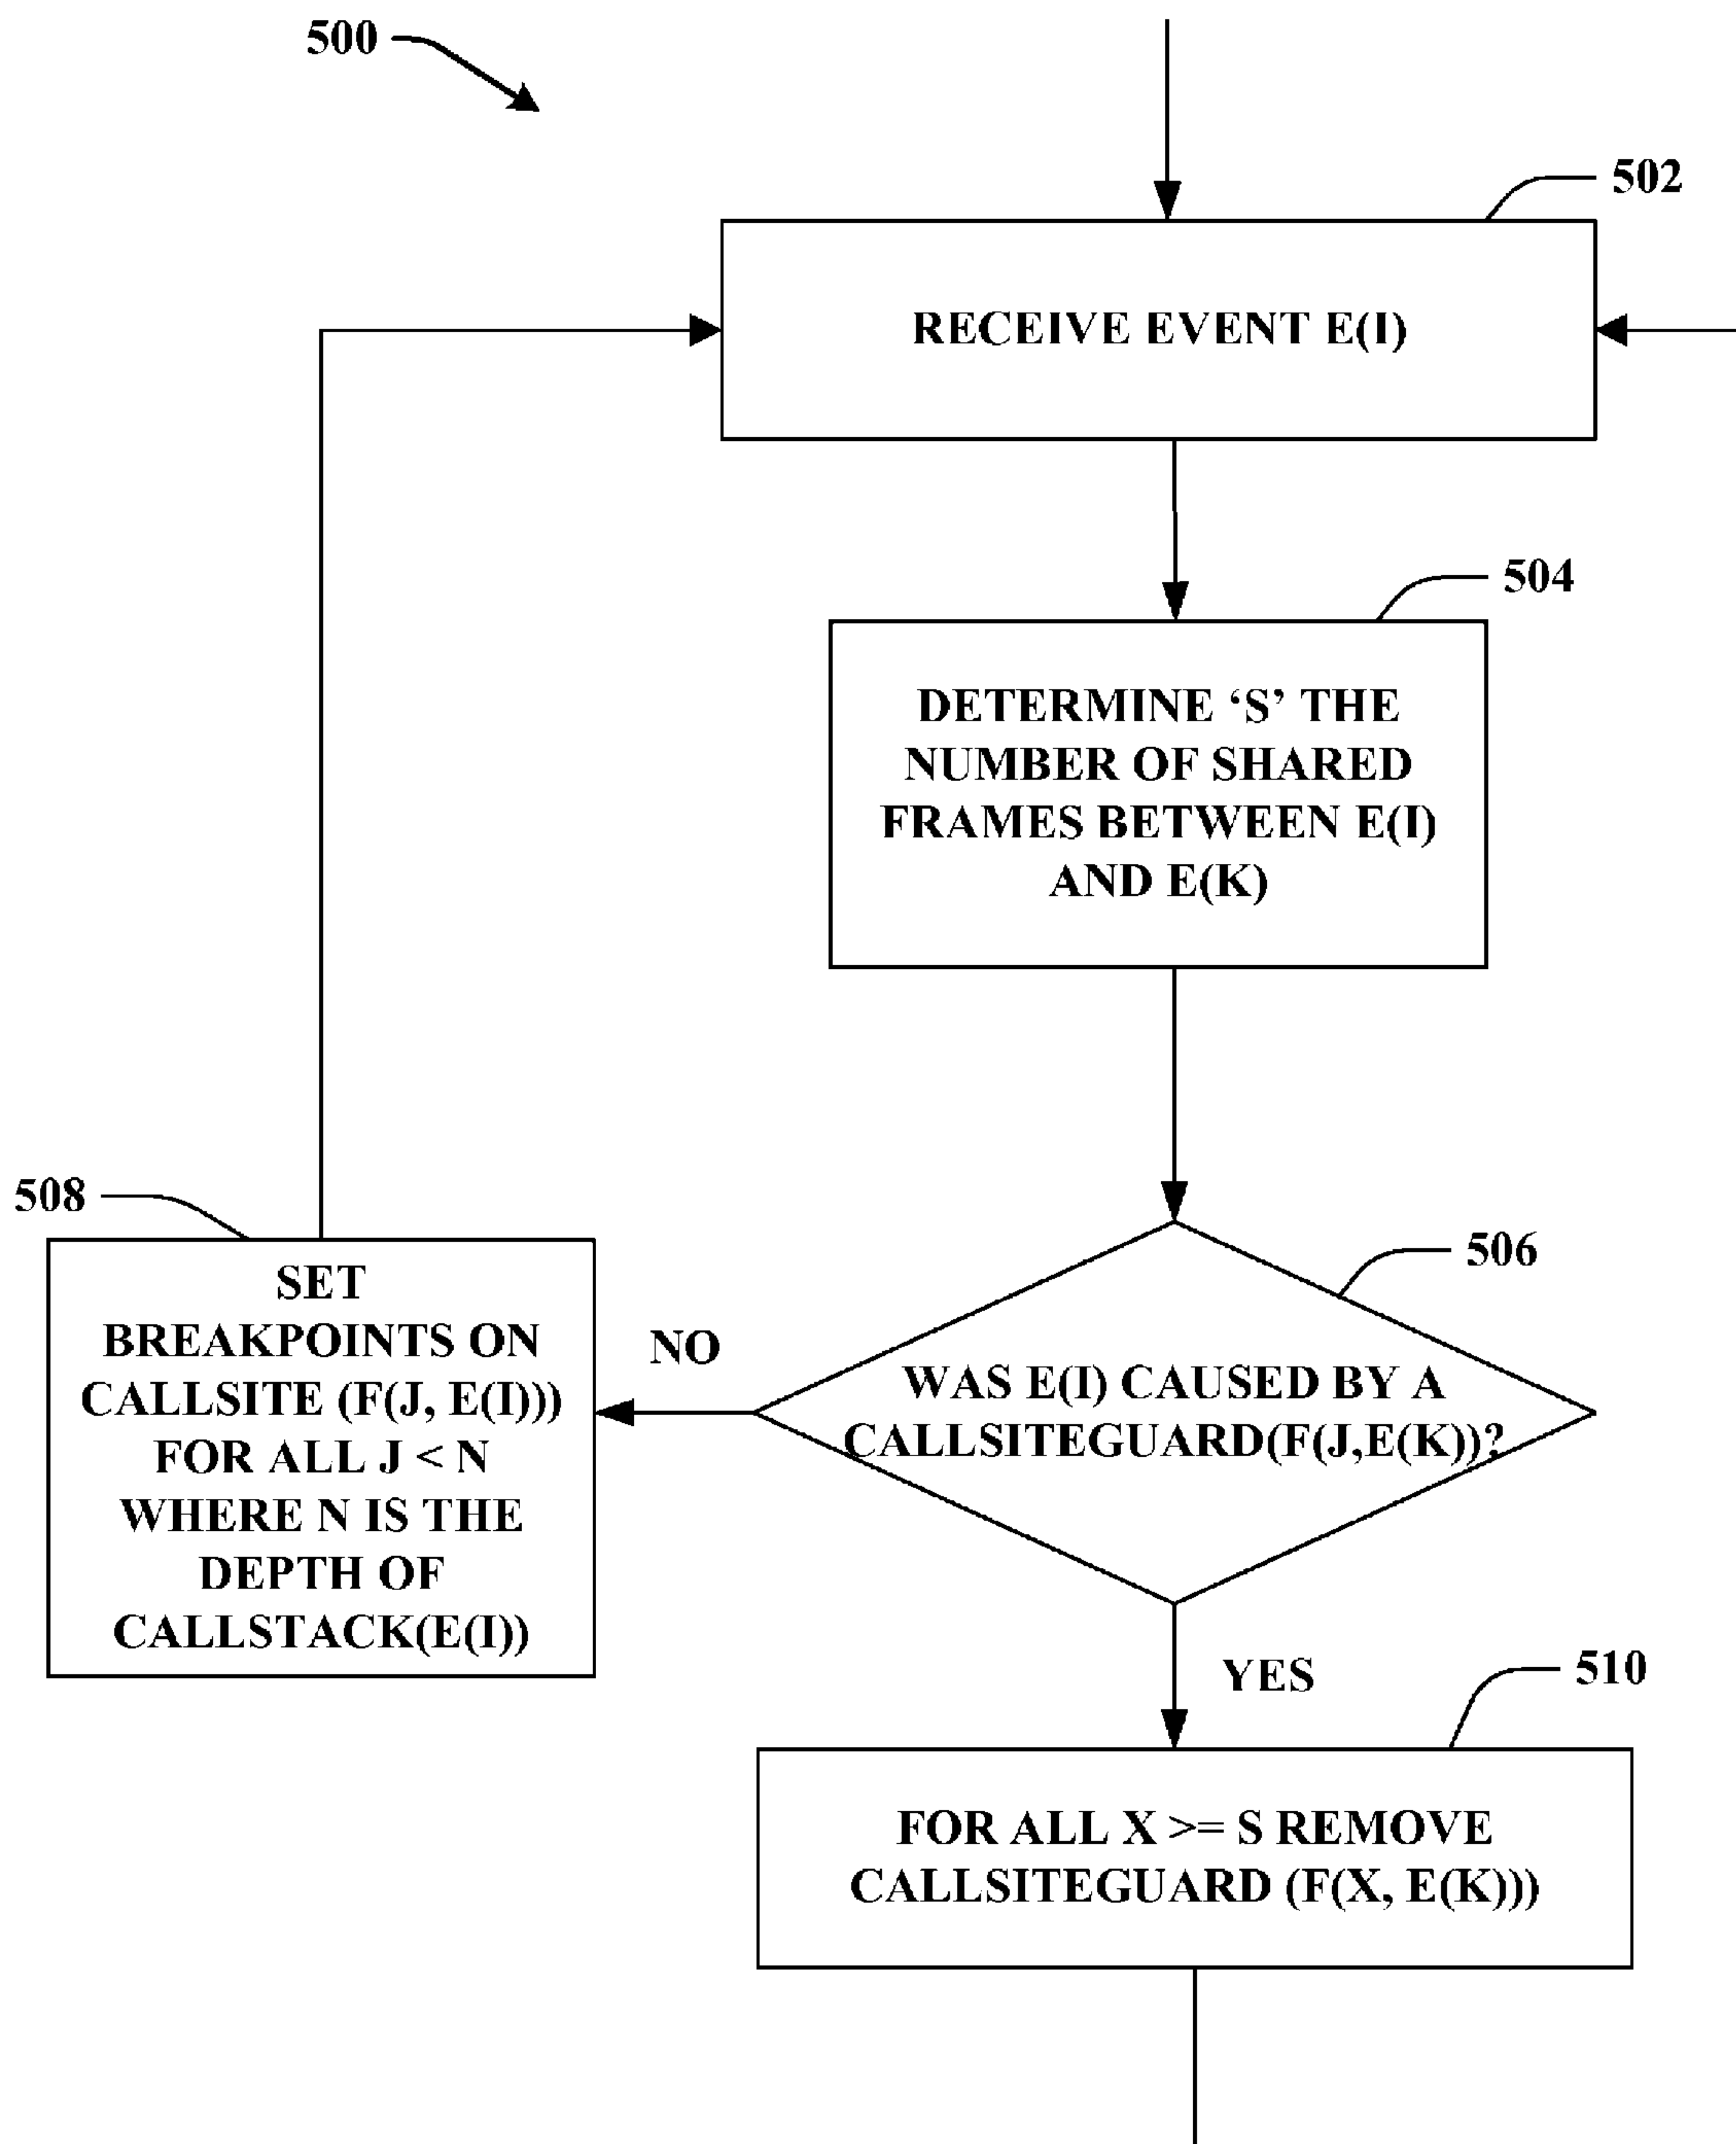 500
502
RECEIVE EVENT E(I)
504
DETERMINE ‘S’ THE
NUMBER OF SHARED
FRAMES BETWEEN E(I)
AND E(K)
506
WAS E(I) CAUSED BY A
CALLSITEGUARD(F(J,E(K))?
NO
508
SET
BREAKPOINTS ON
CALLSITE (F(J, E(I)))
FOR ALL J < N
WHERE N IS THE
DEPTH OF
CALLSTACK(E(I))
YES
510
FOR ALL X >= S REMOVE
CALLSITEGUARD (F(X, E(K)))